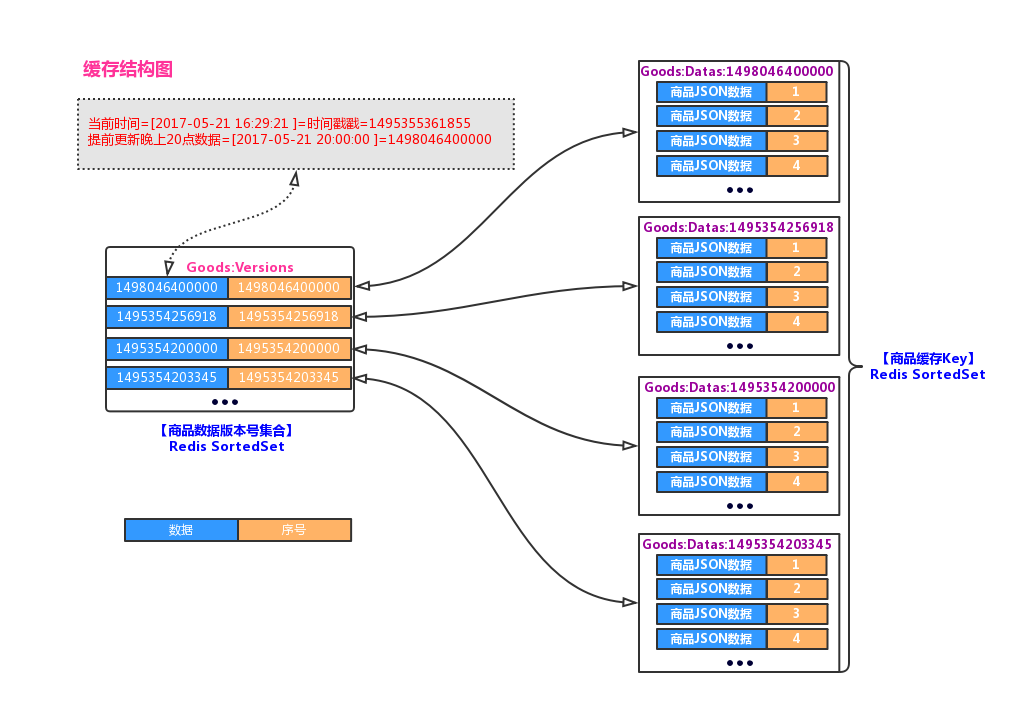 缓存结构图
当前时间=[2017-05-21 16:29:21 ]=时间戳戳=1495355361855
提前更新晚上20点数据=[2017-05-21 20:00:00 ]=1498046400000
Goods:Versions
1498046400000 1498046400000
1495354256918 1495354256918
1495354200000 1495354200000
1495354203345 1495354203345
•••
【商品数据版本号集合】
Redis SortedSet
数据 序号
Goods:Datas:1498046400000
商品JSON数据 1
商品JSON数据 2
商品JSON数据 3
商品JSON数据 4
•••
Goods:Datas:1495354256918
商品JSON数据 1
商品JSON数据 2
商品JSON数据 3
商品JSON数据 4
•••
Goods:Datas:1495354200000
商品JSON数据 1
商品JSON数据 2
商品JSON数据 3
商品JSON数据 4
•••
Goods:Datas:1495354203345
商品JSON数据 1
商品JSON数据 2
商品JSON数据 3
商品JSON数据 4
•••
【商品缓存Key】
Redis SortedSet